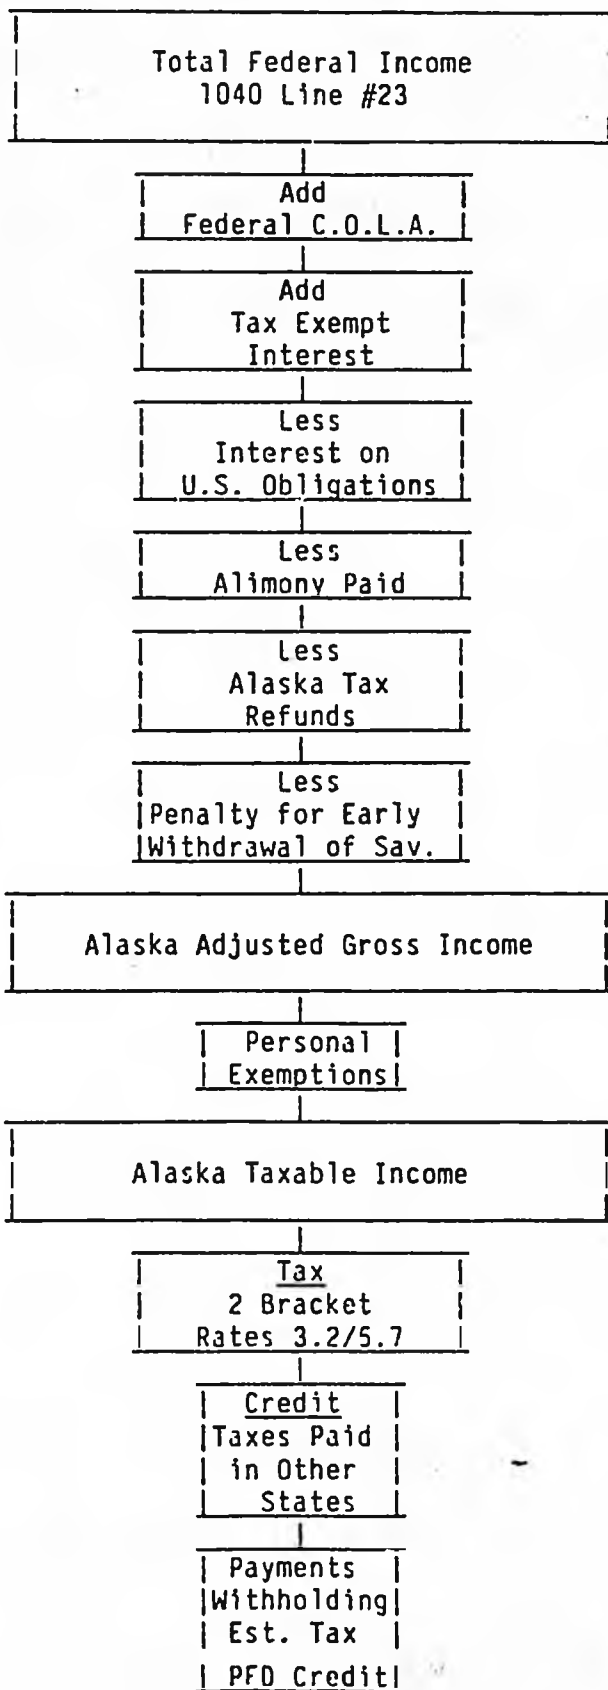 Total Federal Income
1040 Line #23
Add
Federal C.O.L.A.
Add
Tax Exempt
Interest
Less
Interest on
U.S. Obligations
Less
Alimony Paid
Less
Alaska Tax
Refunds
Less
Penalty for Early
Withdrawal of Sav.
Alaska Adjusted Gross Income
Personal
Exemptions
Alaska Taxable Income
Tax
2 Bracket
Rates 3.2/5.7
Credit
Taxes Paid
in Other
States
Payments
Withholding
Est. Tax
PFD Credit